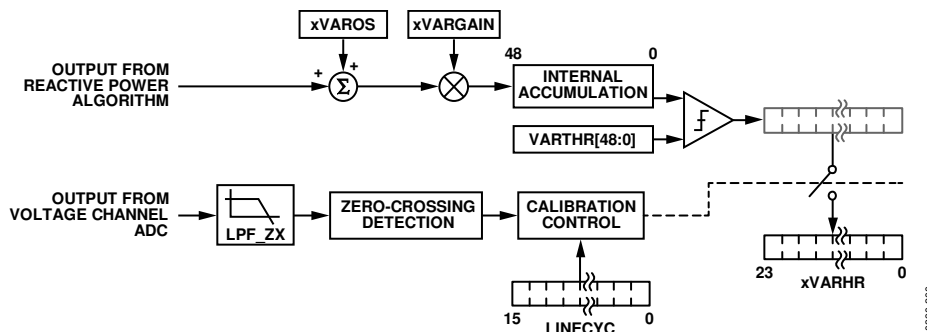 xVAROS
xVARGAIN
48
0
OUTPUT FROM
REACTIVE POWER
ALGORITHM
+
+
Σ
INTERNAL
ACCUMULATION
VARTHR[48:0]
OUTPUT FROM
VOLTAGE CHANNEL
ADC
LPF_ZX
ZERO-CROSSING
DETECTION
CALIBRATION
CONTROL
23
0
xVARHR
15
0
LINECYC